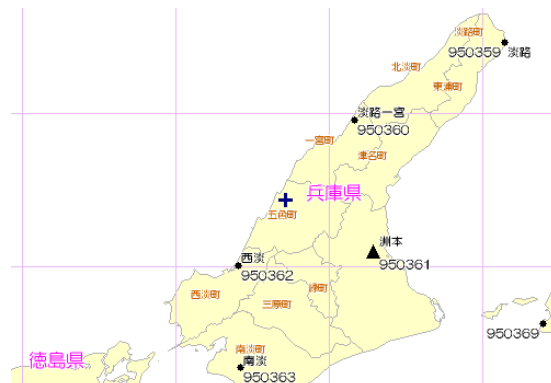 淡路町
950359 淡路
北淡町
東浦町
淡路一宮
950360
一宮町
津名町
兵庫県
五色町
洲本
950361
西淡
950362
西淡町
緑町
三原町
950369
南淡町
徳島県
南淡
950363